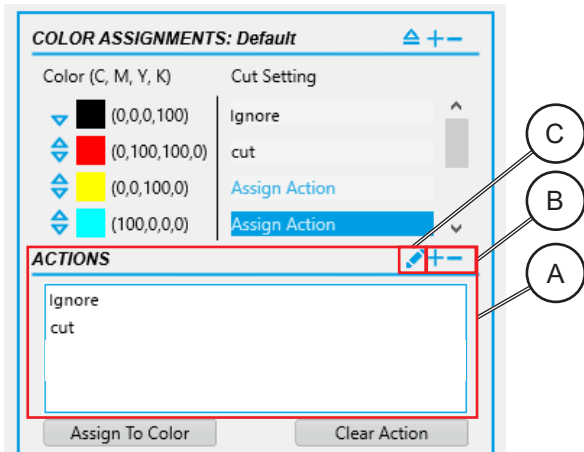 COLOR ASSIGNMENTS: Default
Color (C, M, Y, K) Cut Setting
(0,0,0,100) Ignore
(0,100,100,0) cut
(0,0,100,0) Assign Action
(100,0,0,0) Assign Action
C
B
ACTIONS
A
Ignore
cut
Assign To Color Clear Action